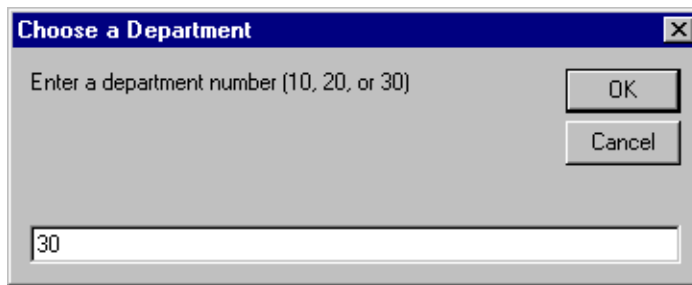 Choose a Department
Enter a department number (10, 20, or 30)
OK
Cancel
30